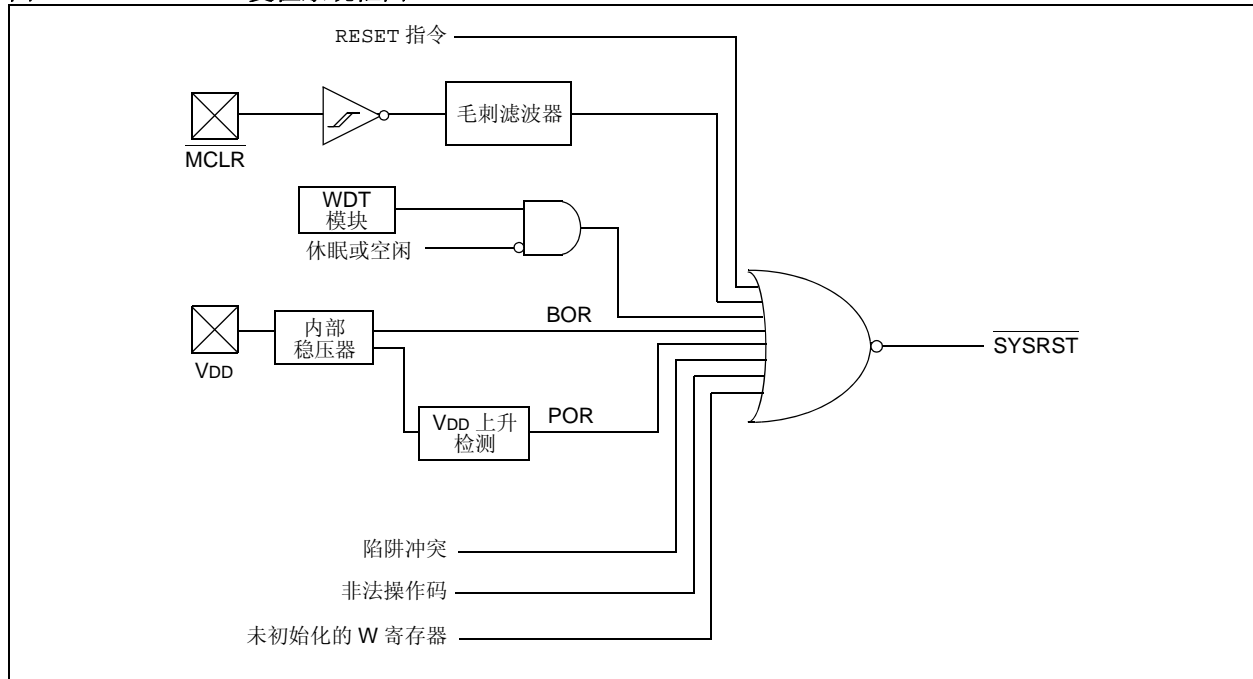 RESET 指令
毛刺滤波器
MCLR
WDT
模块
休眠或空闲
BOR
内部
稳压器
SYSRST
VDD
POR
VDD 上升
检测
陷阱冲突
非法操作码
未初始化的 W 寄存器